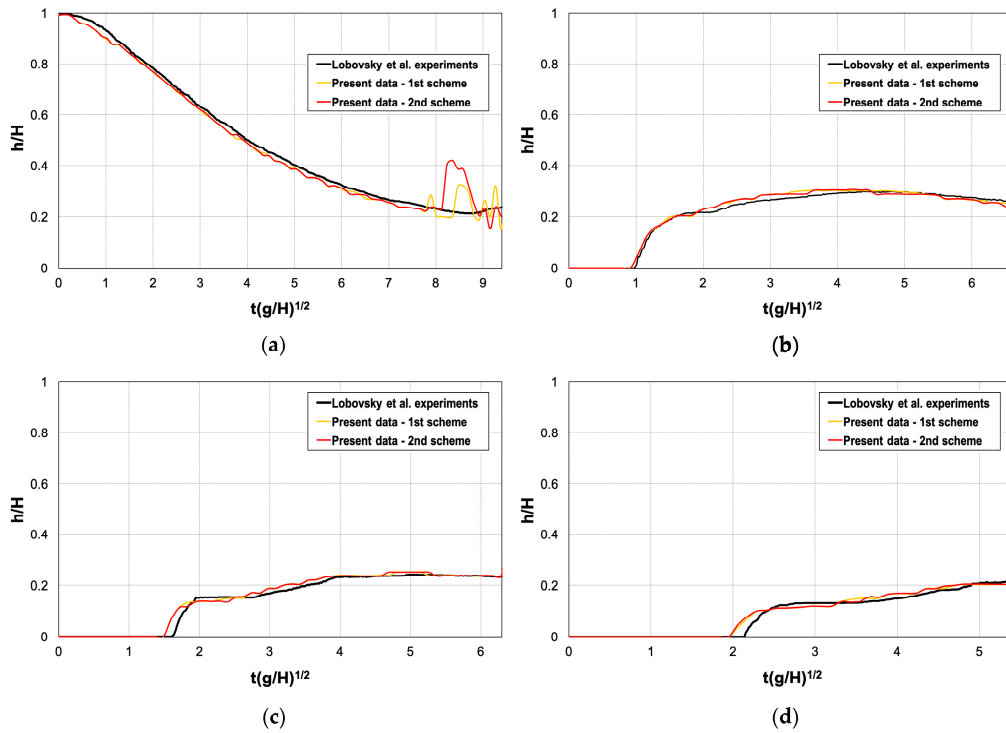 1
0.8
0.6
0.4
0.2
0
h/H
0 1 2 3 4 5 6 7 8 9
t(g/H)1/2
Lobovsky et al. experiments
Present data - 1st scheme
Present data - 2nd scheme
(a)
1
0.8
0.6
0.4
0.2
0
h/H
0 1 2 3 4 5 6
t(g/H)1/2
Lobovsky et al. experiments
Present data - 1st scheme
Present data - 2nd scheme
(b)
1
0.8
0.6
0.4
0.2
0
h/H
0 1 2 3 4 5 6
t(g/H)1/2
Lobovsky et al. experiments
Present data - 1st scheme
Present data - 2nd scheme
(c)
1
0.8
0.6
0.4
0.2
0
h/H
0 1 2 3 4 5
t(g/H)1/2
Lobovsky et al. experiments
Present data - 1st scheme
Present data - 2nd scheme
(d)